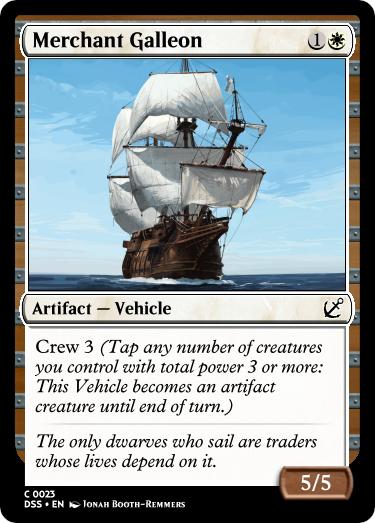 Merchant Galleon 1
Artifact — Vehicle
Crew 3 (Tap any number of creatures
you control with total power 3 or more:
This Vehicle becomes an artifact
creature until end of turn.)
The only dwarves who sail are traders
whose lives depend on it.
5/5
C 0023
DSS • EN Jonah Booth-Remmers